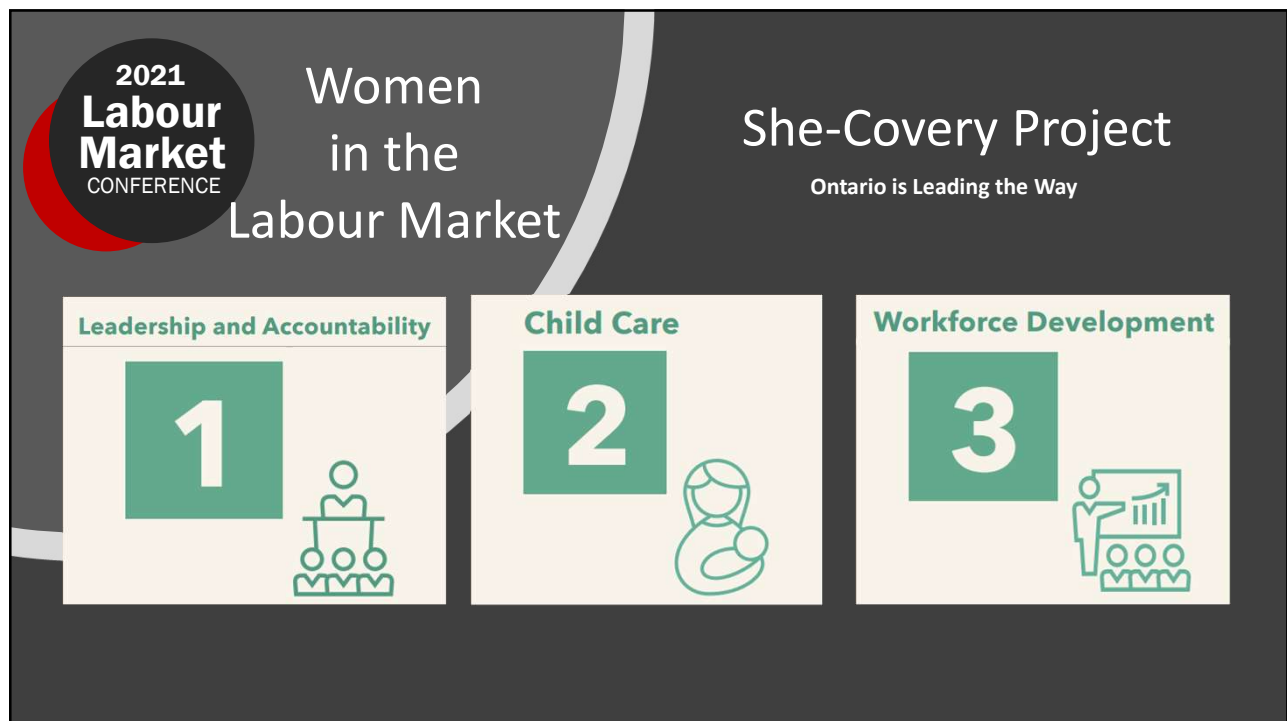 2021
Labour
Market
CONFERENCE
Women
in the
Labour Market
She-Covery Project
Ontario is Leading the Way
Leadership and Accountability
1
Child Care
2
Workforce Development
3